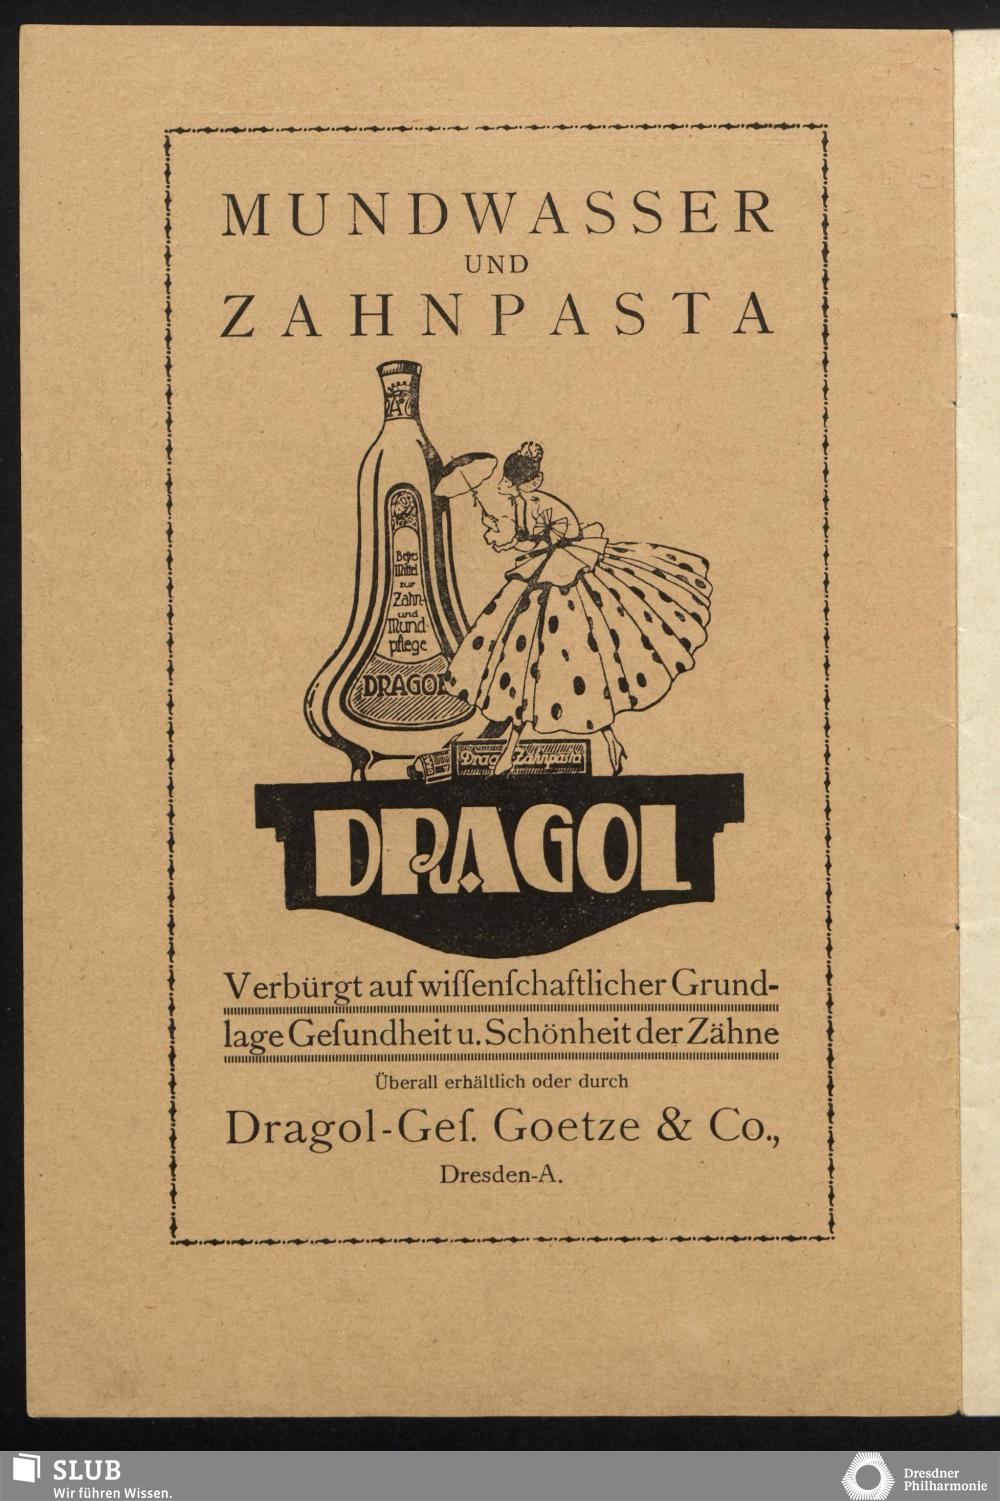 MUNDWASSER
UND
ZAHNPASTA
Bestes
Mittel
zur
Zahn-
und
Mund-
pflege
DRAGOL
Drag Zahnpasta
DRAGOL
Verbürgt auf wiſſenſchaftlicher Grund-
lage Geſundheit u. Schönheit der Zähne
Überall erhältlich oder durch
Dragol-Geſ. Goetze & Co.,
Dresden-A.
SLUB
Wir führen Wissen.
Dresdner
Philharmonie